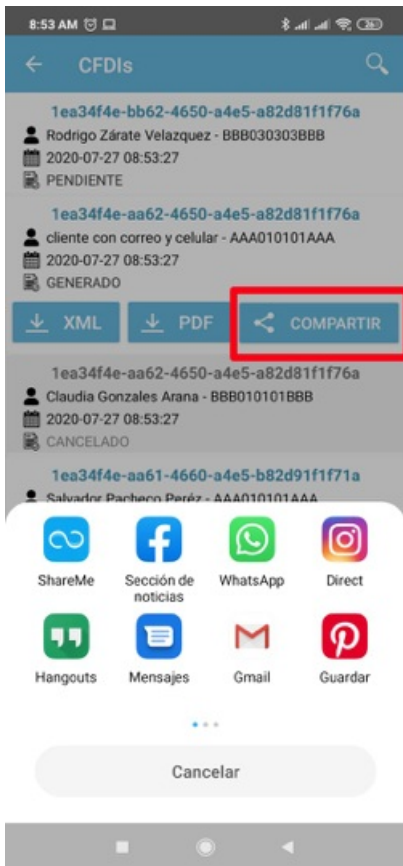 8:53 AM
26
CFDIs
1ea34f4e-bb62-4650-a4e5-a82d81f1f76a
Rodrigo Zárate Velazquez - BBB030303BBB
2020-07-27 08:53:27
PENDIENTE
1ea34f4e-aa62-4650-a4e5-a82d81f1f76a
cliente con correo y celular - AAA010101AAA
2020-07-27 08:53:27
GENERADO
XML PDF COMPARTIR
1ea34f4e-aa62-4650-a4e5-a82d81f1f76a
Claudia Gonzales Arana - BBB010101BBB
2020-07-27 08:53:27
CANCELADO
1ea34f4e-aa61-4660-a4e5-b82d91f1f71a
Salvador Pacheco Peréz - AAA010101AAA
ShareMe Sección de noticias WhatsApp Direct
Hangouts Mensajes Gmail Guardar
Cancelar